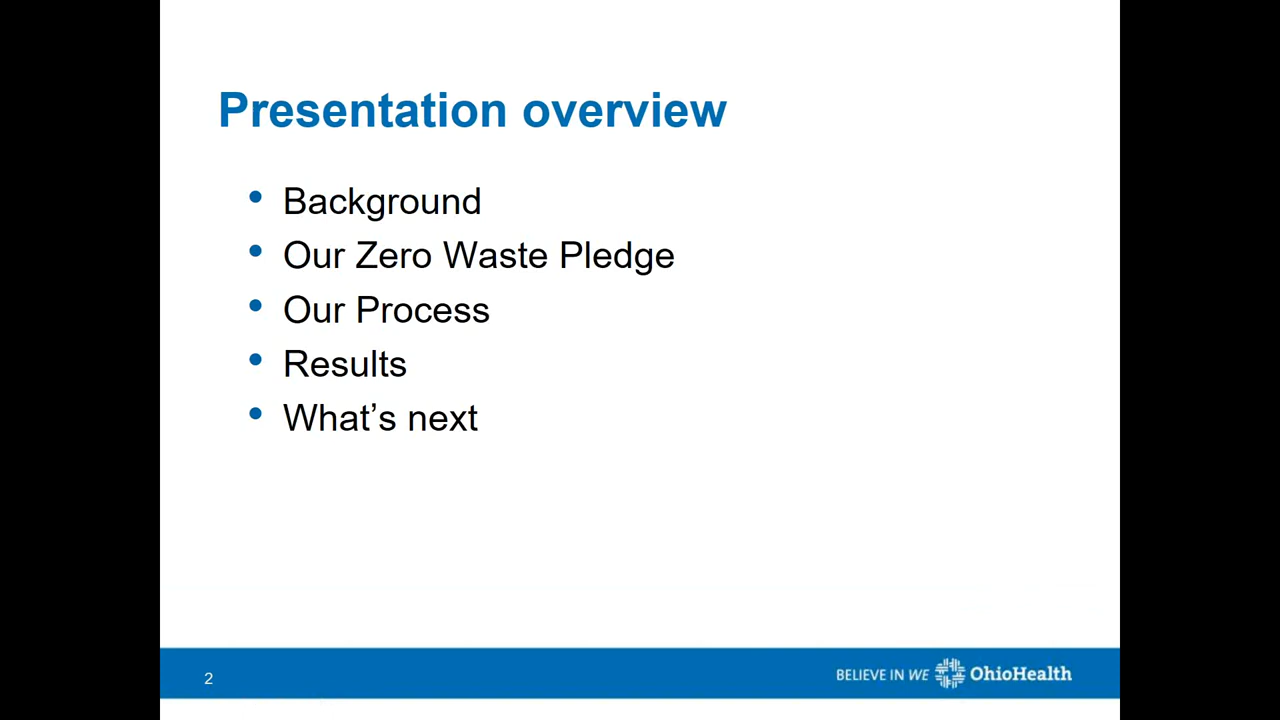 Presentation overview
• Background
• Our Zero Waste Pledge
• Our Process
• Results
• What’s next
2
BELIEVE IN WE OhioHealth